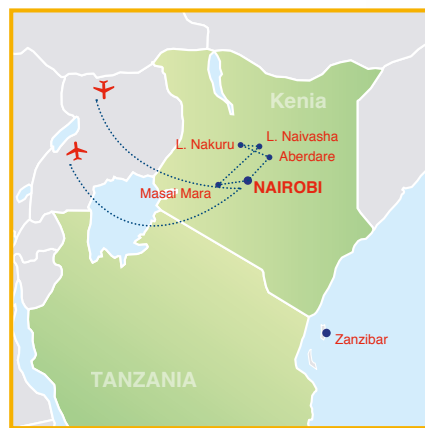 Kenia
L. Nakuru
L. Naivasha
Aberdare
Masai Mara
NAIROBI
Zanzibar
TANZANIA